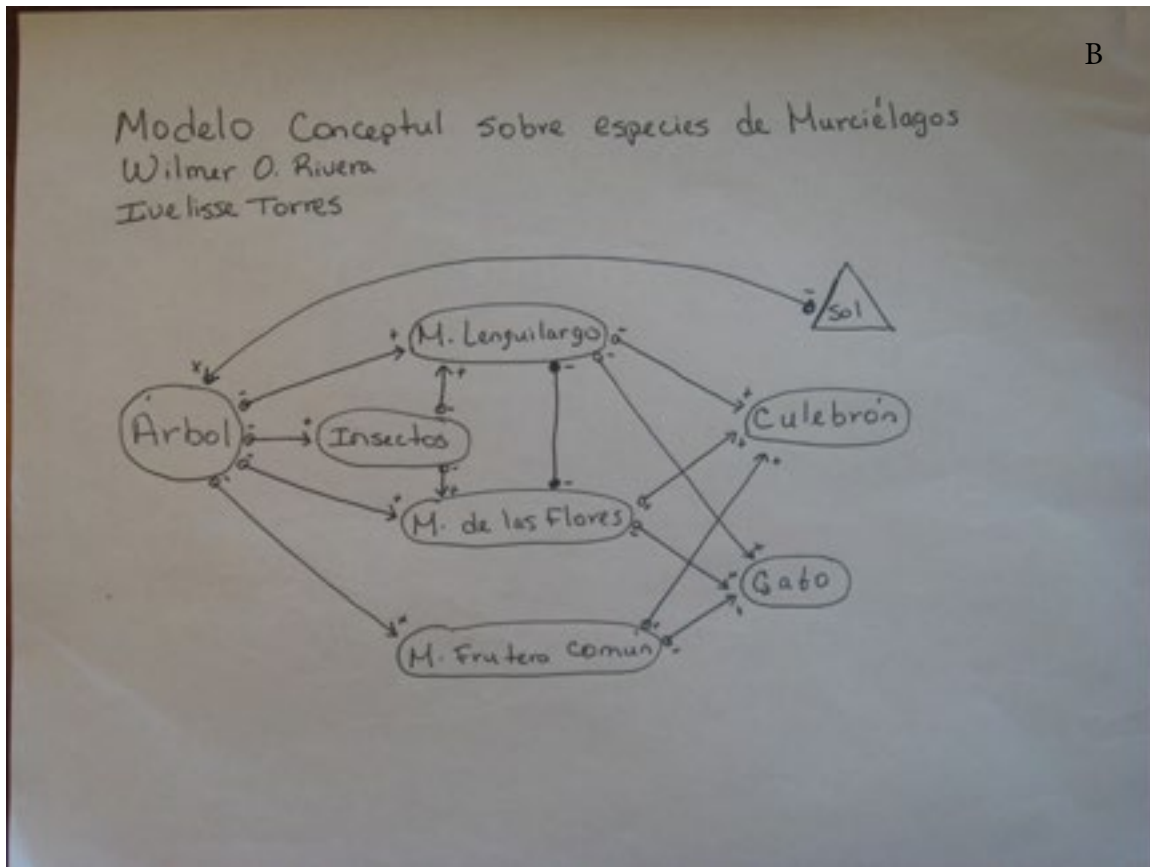 B
Modelo Conceptul sobre especies de Murciélagos
Wilmer O. Rivera
Ivelisse Torres
Sol
M. Lenguilargo
Árbol
Insectos
Culebrón
M. de las Flores
Gato
M. Frutero Común